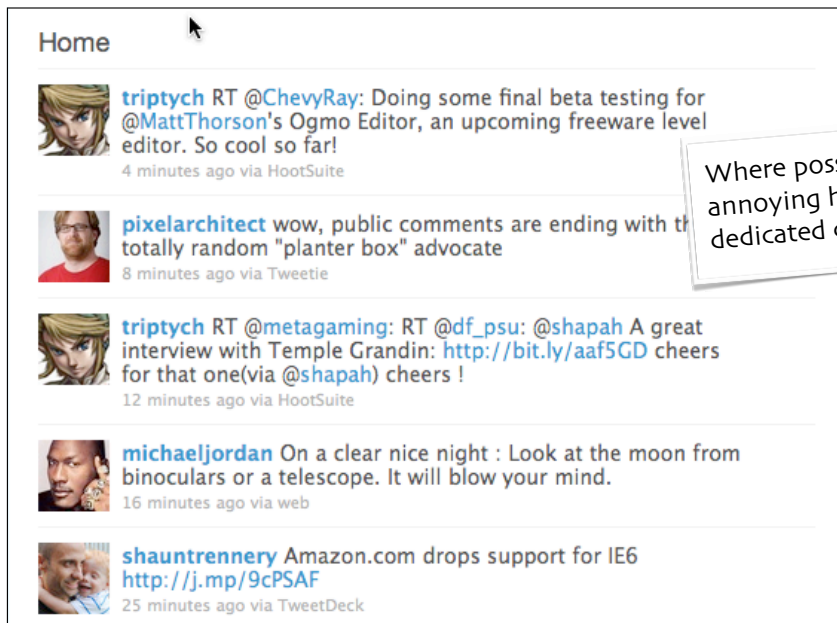 Home
triptych RT @ChevyRay: Doing some final beta testing for
@MattThorson's Ogmo Editor, an upcoming freeware level
editor. So cool so far!
4 minutes ago via HootSuite
pixelarchitect wow, public comments are ending with
totally random "planter box" advocate
8 minutes ago via Tweetie
triptych RT @metagaming: RT @df_psu: @shapah A great
interview with Temple Grandin: http://bit.ly/aaf5GD cheers
for that one(via @shapah) cheers !
12 minutes ago via HootSuite
michaeljordan On a clear nice night : Look at the moon from
binoculars or a telescope. It will blow your mind.
16 minutes ago via web
shauntrennery Amazon.com drops support for IE6
http://j.mp/9cPSAF
25 minutes ago via TweetDeck
Where
annoying
dedicated